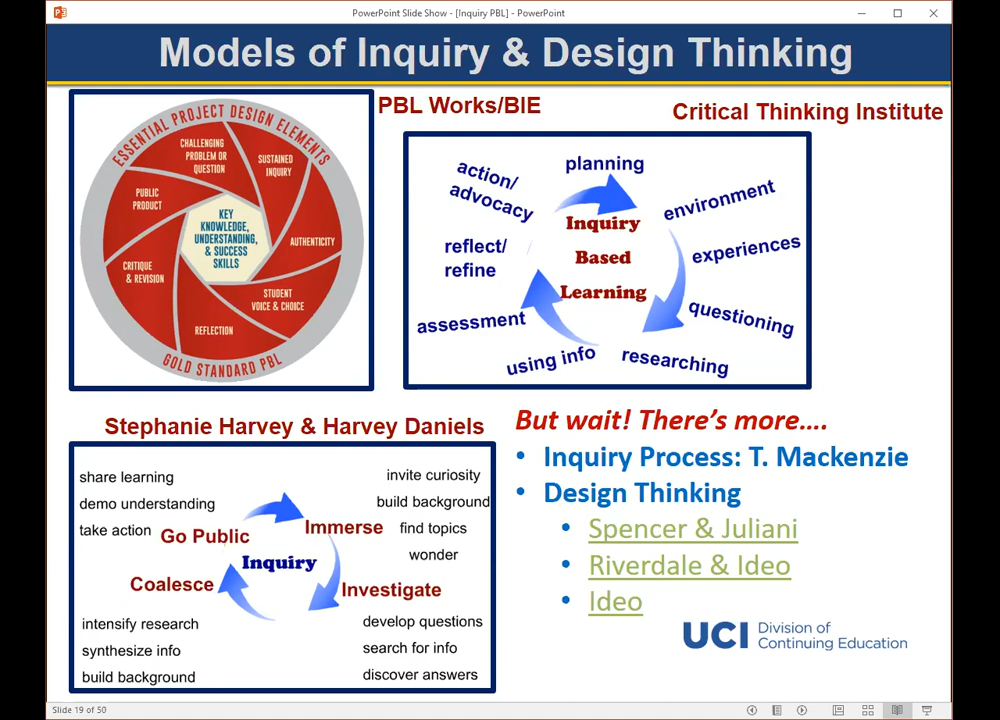 PowerPoint Slide Show - [Inquiry PBL] - PowerPoint
Models of Inquiry & Design Thinking
PBL Works/BIE
ESSENTIAL PROJECT DESIGN ELEMENTS
CHALLENGING
PROBLEM OR
QUESTION
SUSTAINED
INQUIRY
AUTHENTICITY
STUDENT
VOICE & CHOICE
REFLECTION
CRITIQUE
& REVISION
PUBLIC
PRODUCT
KEY
KNOWLEDGE,
UNDERSTANDING,
& SUCCESS
SKILLS
GOLD STANDARD PBL
Critical Thinking Institute
planning
environment
experiences
questioning
researching
using info
assessment
reflect/
refine
action/
advocacy
Inquiry
Based
Learning
Stephanie Harvey & Harvey Daniels
share learning
demo understanding
take action
Go Public
invite curiosity
build background
find topics
wonder
Immerse
Inquiry
Coalesce
Investigate
intensify research
synthesize info
build background
develop questions
search for info
discover answers
But wait! There's more....
• Inquiry Process: T. Mackenzie
• Design Thinking
• Spencer & Juliani
• Riverdale & Ideo
• Ideo
UCI Division of
Continuing Education
Slide 19 of 50